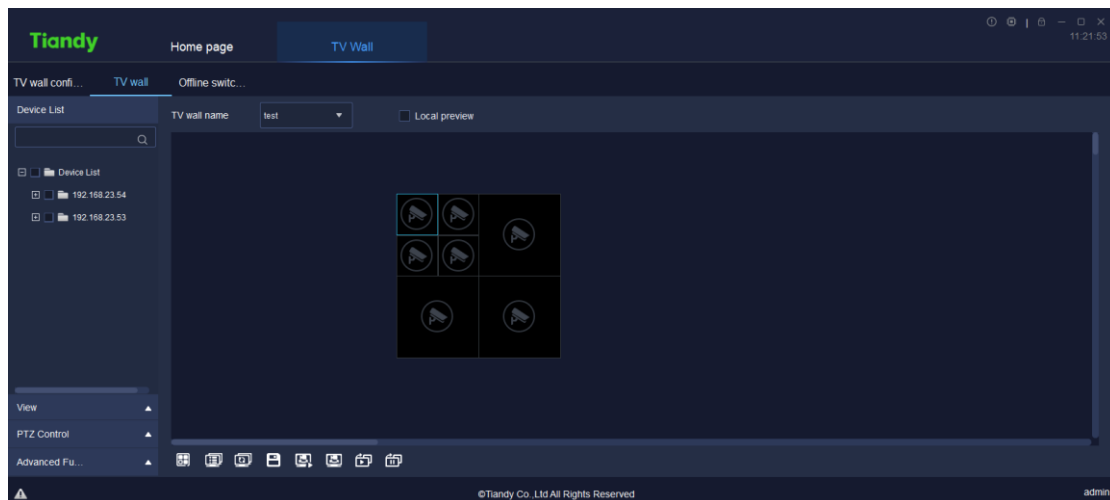 Tiandy
Home page
TV Wall
11:21:53
TV wall confi...
TV wall
Offline switc...
Device List
TV wall name
test
Local preview
Device List
192.168.23.54
192.168.23.53
View
PTZ Control
Advanced Fu...
©Tiandy Co.,Ltd All Rights Reserved
admin